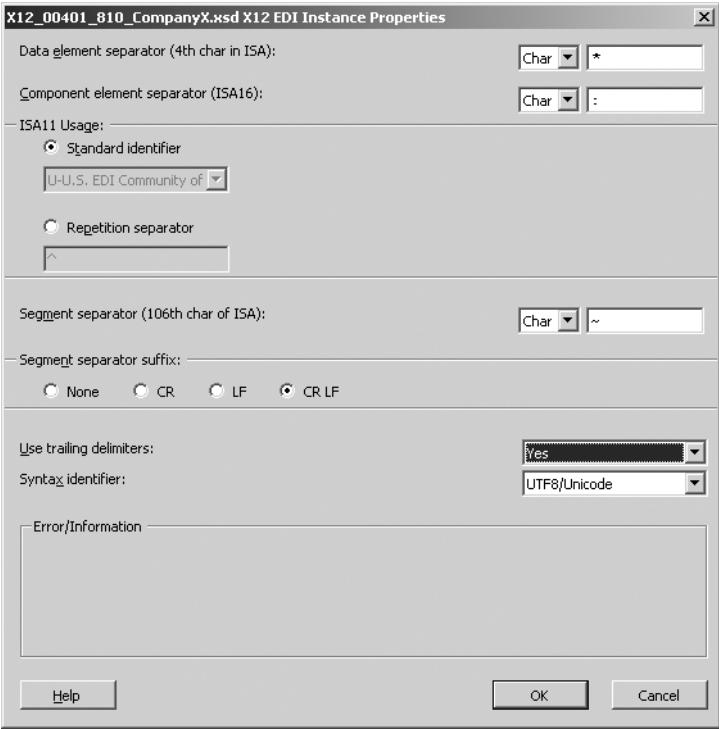 X12_00401_810_CompanyX.xsd X12 EDI Instance Properties
Data element separator (4th char in ISA): Char *
Component element separator (ISA16): Char :
ISA11 Usage:
Standard identifier
U-U.S. EDI Community of
Repetition separator
^
Segment separator (106th char of ISA): Char ~
Segment separator suffix:
None CR LF CR LF
Use trailing delimiters: Yes
Syntax identifier: UTF8/Unicode
Error/Information
Help OK Cancel